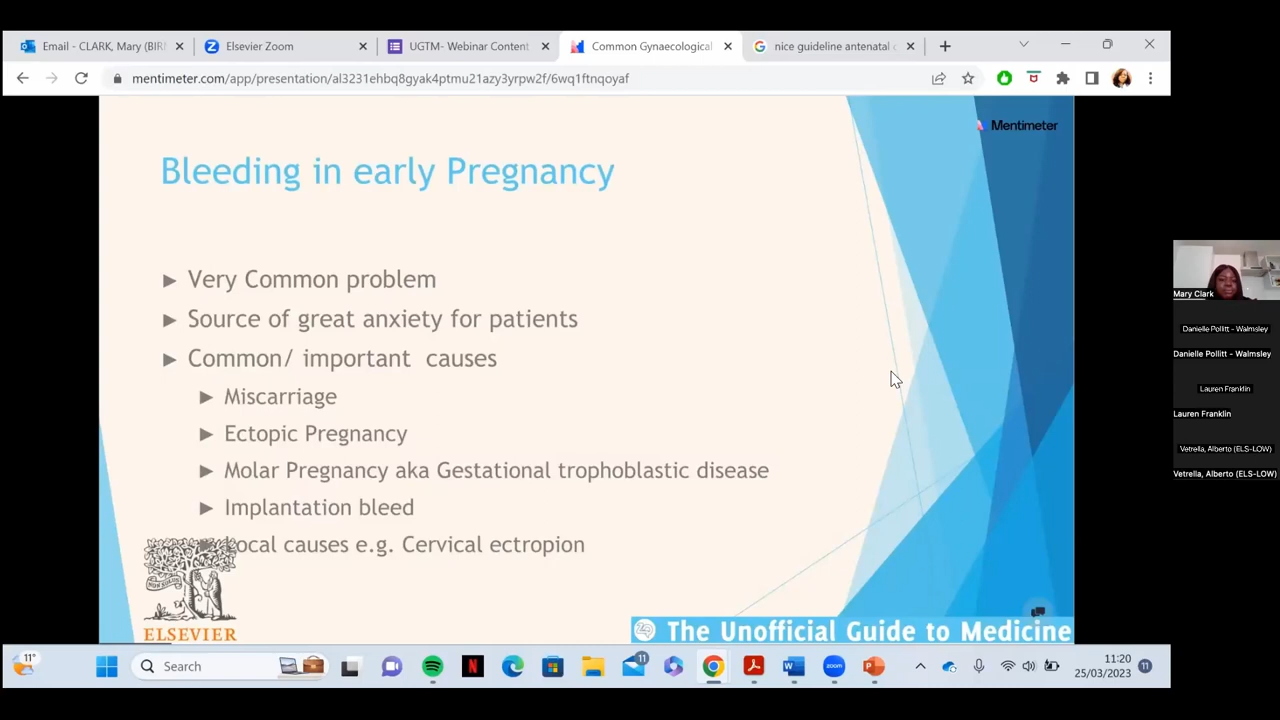 Email - CLARK, Mary (BIR
Elsevier Zoom
UGTM- Webinar Content
Common Gynaecological
nice guideline antenatal c
mentimeter.com/app/presentation/al3231ehbq8gyak4ptmu21azy3yrpw2f/6wq1ftnqoyaf
Mentimeter
Bleeding in early Pregnancy
Very Common problem
Source of great anxiety for patients
Common/ important causes
Miscarriage
Ectopic Pregnancy
Molar Pregnancy aka Gestational trophoblastic disease
Implantation bleed
Local causes e.g. Cervical ectropion
ELSEVIER
The Unofficial Guide to Medicine
Mary Clark
Danielle Pollitt - Walmsley
Danielle Pollitt - Walmsley
Lauren Franklin
Lauren Franklin
Vetrella, Alberto (ELS-LOW)
Vetrella, Alberto (ELS-LOW)
11°
Search
11
zoom
11:20
25/03/2023
11